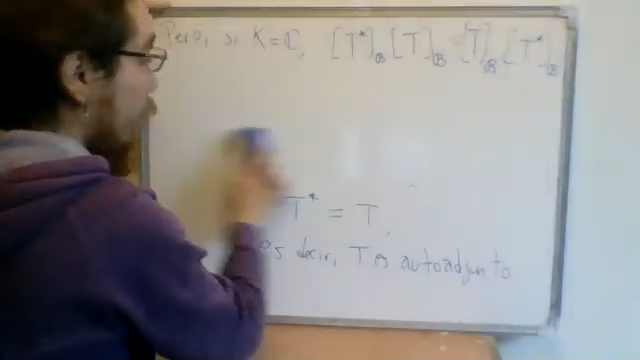 Pero, si K = ℂ, [T*]_B [T]_B [T]_B [T*]_B
T* = T,
es decir, T es autoadjunto